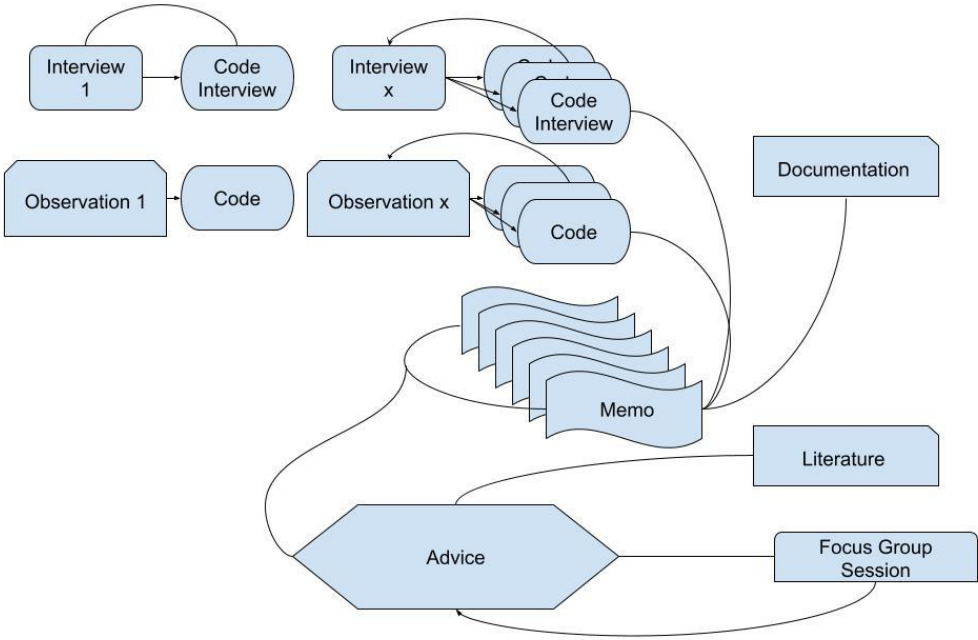 Interview
1
Code
Interview
Interview
x
Code
Interview
Documentation
Observation 1
Code
Observation x
Code
Memo
Literature
Advice
Focus Group
Session